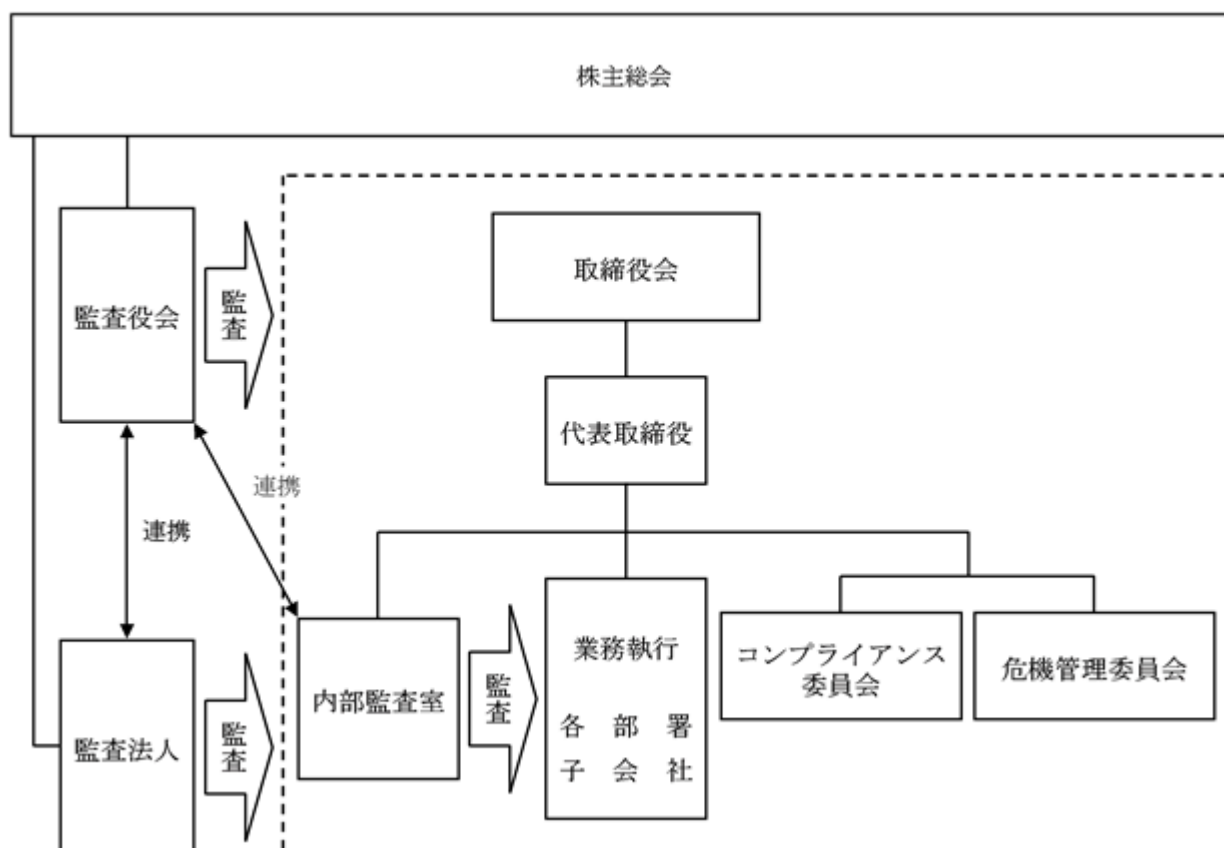 株主総会
取締役会
監査役会
監
査
代表取締役
連携
連携
業務執行
コンプライアンス
委員会
危機管理委員会
内部監査室
監
査
各部署
子会社
監査法人
監
査